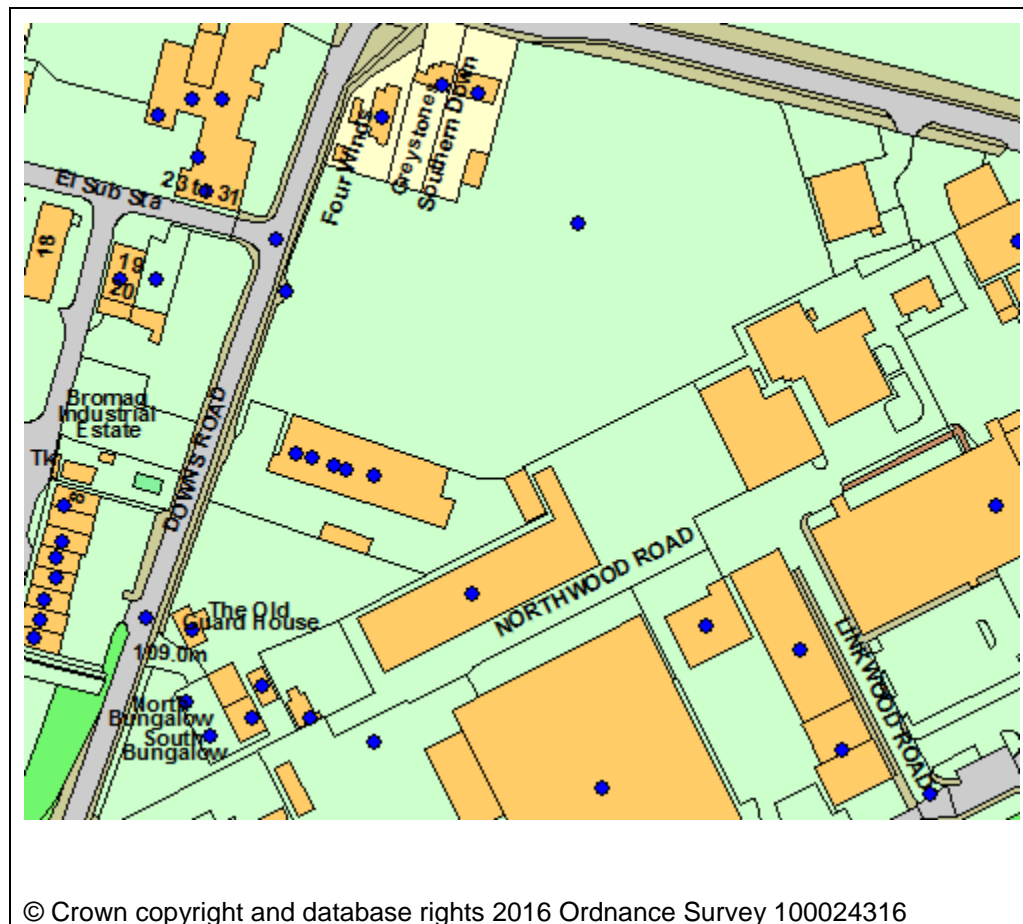 Four Winds
Greystones
Southern Down
El Sub Sta
23 to 31
18
19
20
Bromag
Industrial
Estate
Tk
8
DOWNS ROAD
The Old
Guard House
109.0m
North
Bungalow
South
Bungalow
NORTHWOOD ROAD
LINKWOOD ROAD
© Crown copyright and database rights 2016 Ordnance Survey 100024316